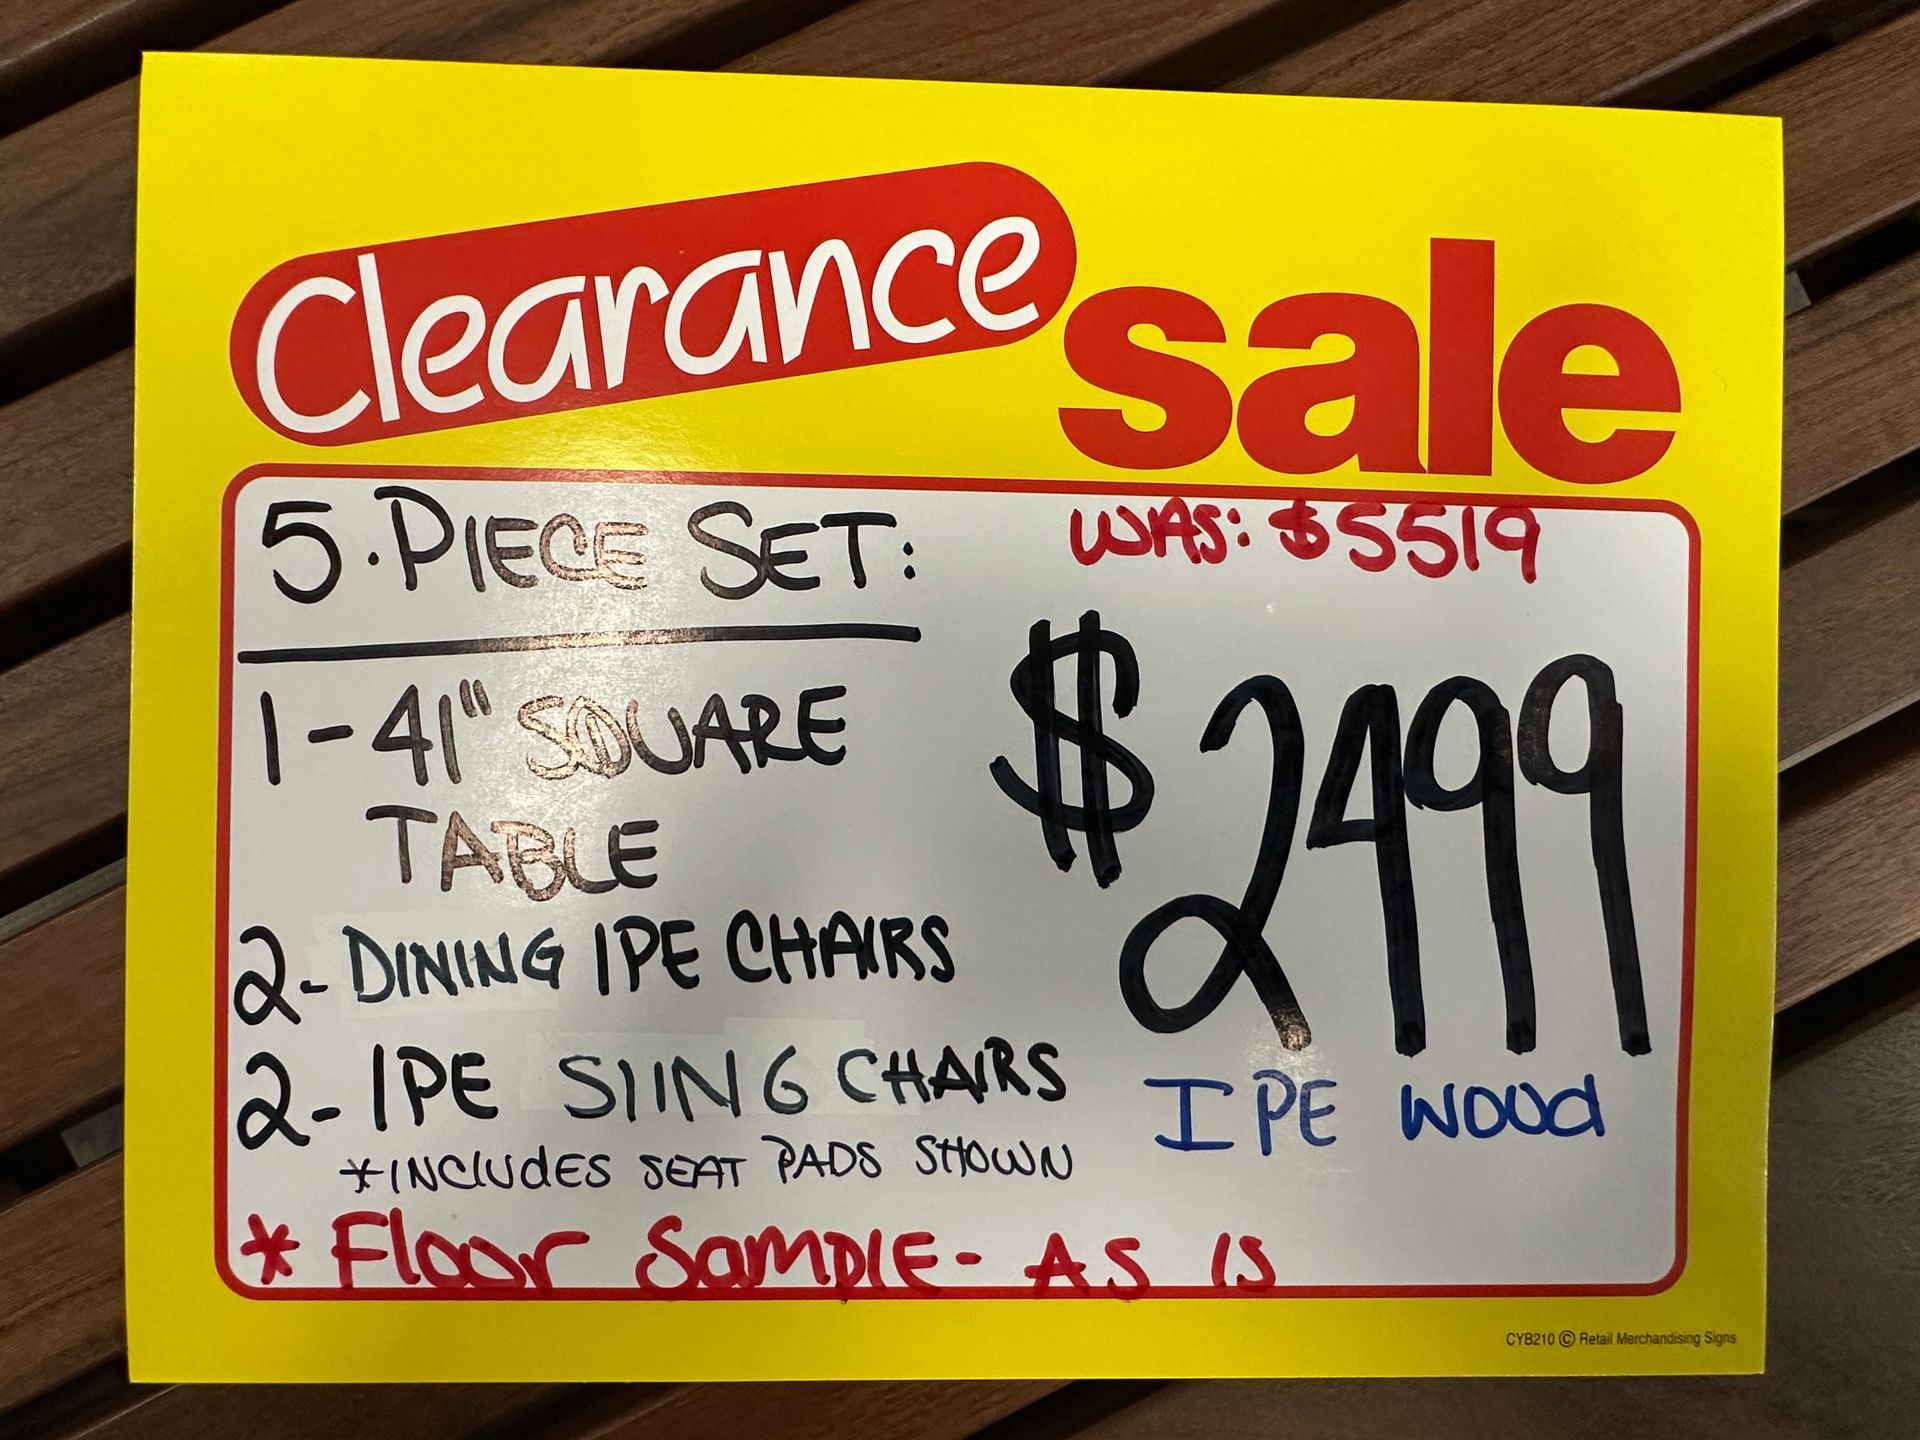 Clearance sale
5.PIECE SET:
WAS: $5519
1-41" SQUARE
TABLE
$2499
2- DINING IPE CHAIRS
2- IPE SLING CHAIRS
IPE WOOd
*INCLUdES SEAT PADS SHOWN
* FLoor SamPLE- AS IS
CYB210 © Retail Merchandising Signs